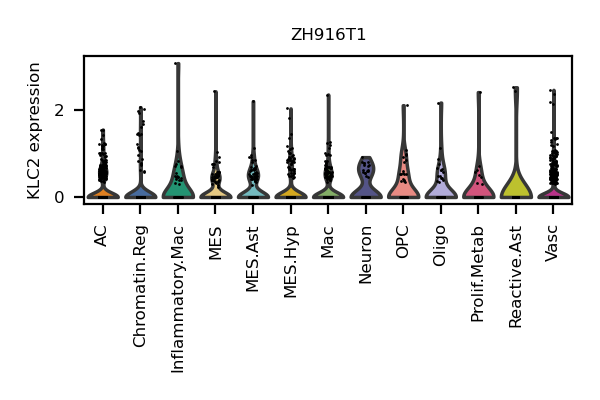 ZH916T1
KLC2 expression
2
0
AC
Chromatin.Reg
Inflammatory.Mac
MES
MES.Ast
MES.Hyp
Mac
Neuron
OPC
Oligo
Prolif.Metab
Reactive.Ast
Vasc